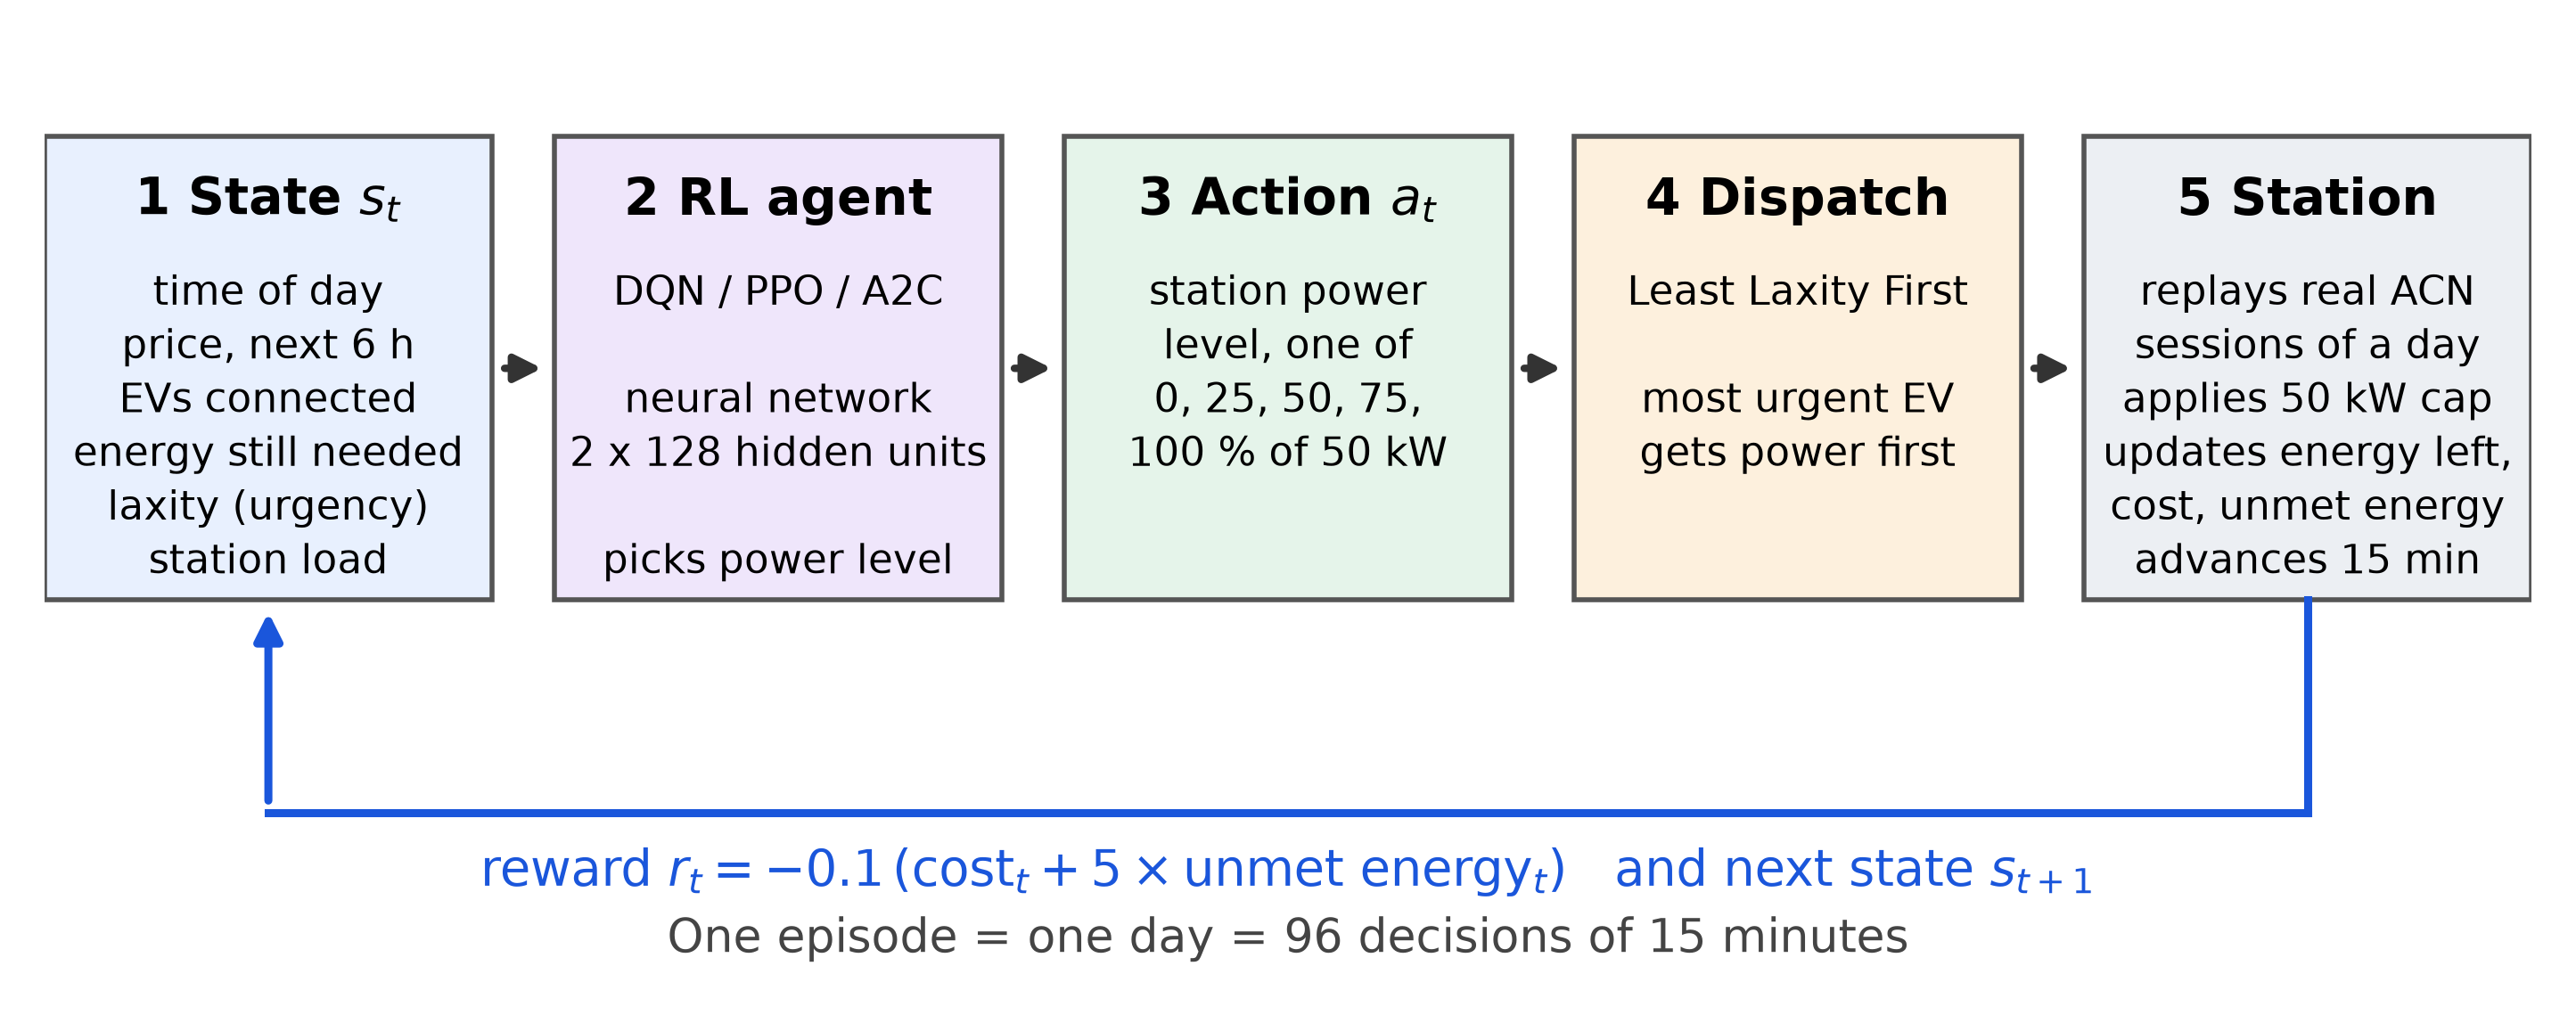 1 State s_t
time of day
price, next 6 h
EVs connected
energy still needed
laxity (urgency)
station load
2 RL agent
DQN / PPO / A2C
neural network
2 x 128 hidden units
picks power level
3 Action a_t
station power
level, one of
0, 25, 50, 75,
100 % of 50 kW
4 Dispatch
Least Laxity First
most urgent EV
gets power first
5 Station
replays real ACN
sessions of a day
applies 50 kW cap
updates energy left,
cost, unmet energy
advances 15 min
reward r_t = −0.1 (cost_t + 5 × unmet energy_t) and next state s_{t+1}
One episode = one day = 96 decisions of 15 minutes